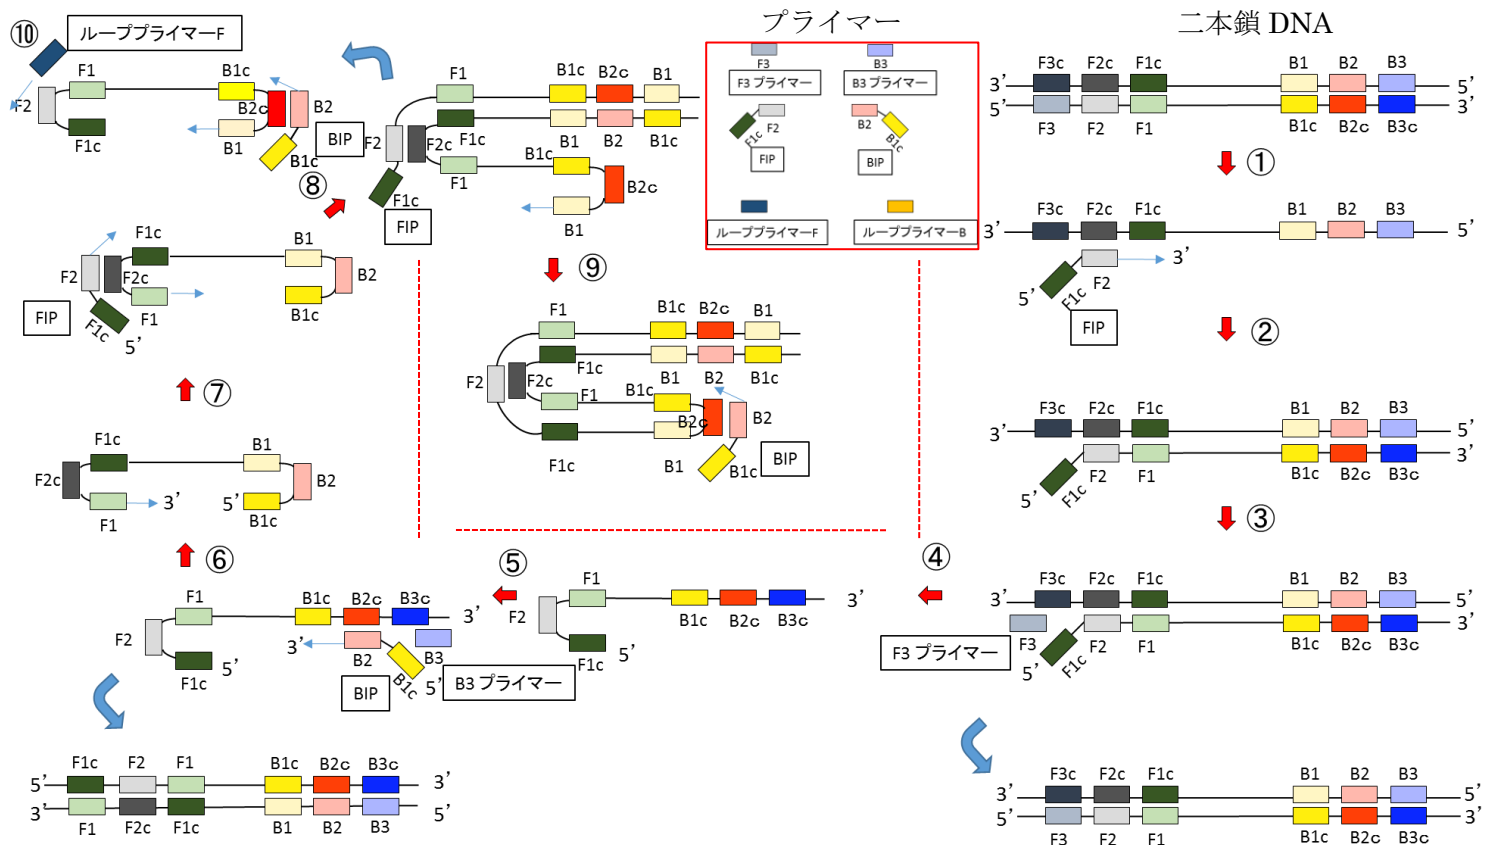 ⑩
ループプライマーF
F1
B1c
B2
F2
B2c
F1c
B1
B1c
BIP
⑧
F1
B1c
B2c
B1
F2
F2c
F1c
B1
B2
B1c
F1
B1c
B2c
F1c
B1
FIP
⑨
プライマー
F3
B3
F3 プライマー
B3 プライマー
F2
B2
F1c
B1c
FIP
BIP
ループプライマーF
ループプライマーB
二本鎖 DNA
F3c
F2c
F1c
B1
B2
B3
3’
5’
5’
3’
F3
F2
F1
B1c
B2c
B3c
①
F3c
F2c
F1c
B1
B2
B3
3’
5’
3’
5’
F1c
F2
FIP
②
F3c
F2c
F1c
B1
B2
B3
3’
5’
3’
5’
F1c
F2
F1
B1c
B2c
B3c
③
F3c
F2c
F1c
B1
B2
B3
3’
5’
3’
F3 プライマー
F3
5’
F1c
F2
F1
B1c
B2c
B3c
F3c
F2c
F1c
B1
B2
B3
3’
5’
5’
3’
F3
F2
F1
B1c
B2c
B3c
④
F1
3’
F2
B1c
B2c
B3c
5’
F1c
⑤
F1
B1c
B2c
B3c
3’
F2
3’
B2
B3
5’
F1c
B1c
5’
BIP
B3 プライマー
F1c
F2
F1
B1c
B2c
B3c
5’
3’
3’
5’
F1
F2c
F1c
B1
B2
B3
⑥
F1c
B1
F2c
B2
3’
5’
F1
B1c
⑦
F1c
B1
F2
F2c
B2
FIP
F1c
F1
B1c
5’
F1
B1c
B2c
B1
F2
F2c
F1c
B1
B2
B1c
F1
B1c
B2c
B2
F1c
B1
B1c
BIP